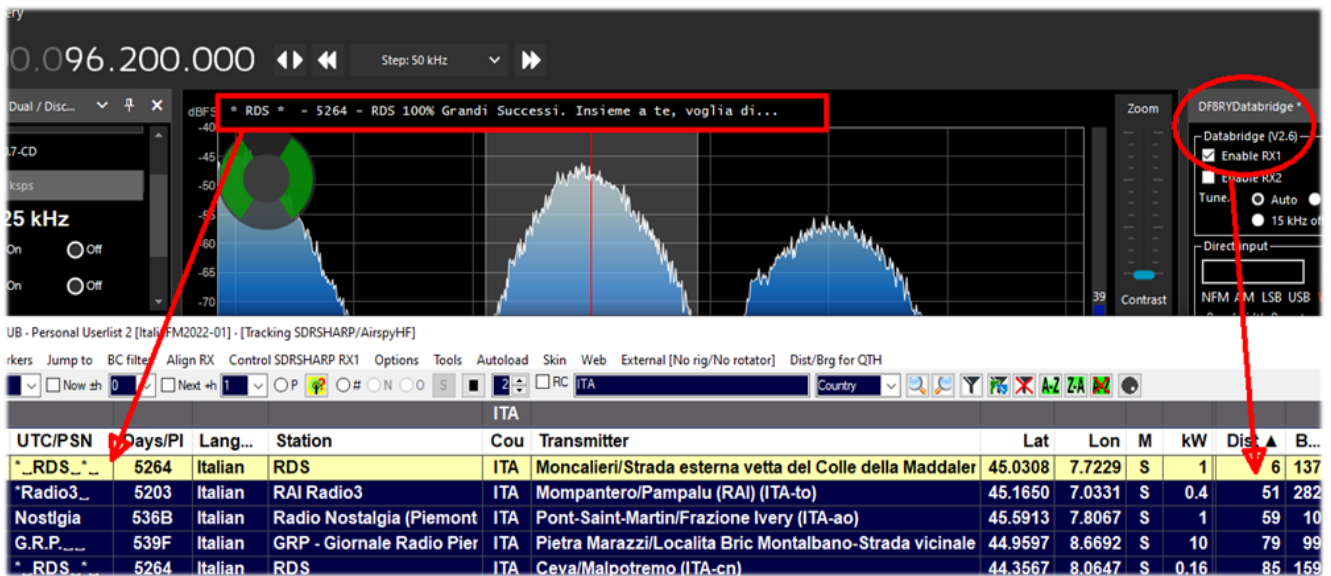 ery
0.096.200.000 Step: 50 kHz
Dual / Disc... dBFS * RDS * - 5264 - RDS 100% Grandi Successi. Insieme a te, voglia di... Zoom DF8RYDatabridge *
-40
Databridge (V2.6)
0.7-CD -45 Enable RX1
ksps -50 Enable RX2
Tune. Auto
25 kHz -55 15 kHz of
On Off -60 Direct input
-65
On Off 39 Contrast
-70 NFM AM LSB USB
UB - Personal Userlist 2 [Itali FM2022-01] - [Tracking SDRSHARP/AirspyHF]
rkers Jump to BC filter Align RX Control SDRSHARP RX1 Options Tools Autoload Skin Web External [No rig/No rotator] Dist/Brg for QTH
Now ±h 0 Next +h 1 P # N O S 2 RC ITA Country A-Z Z-A A-Z
ITA
UTC/PSN Days/PI Lang... Station Cou Transmitter Lat Lon M kW Dist ▲ B...
*_RDS_*_ 5264 Italian RDS ITA Moncalieri/Strada esterna vetta del Colle della Maddaler 45.0308 7.7229 S 1 6 137
*Radio3_ 5203 Italian RAI Radio3 ITA Mompantero/Pampalu (RAI) (ITA-to) 45.1650 7.0331 S 0.4 51 282
Nostlgia 536B Italian Radio Nostalgia (Piemont ITA Pont-Saint-Martin/Frazione Ivery (ITA-ao) 45.5913 7.8067 S 1 59 10
G.R.P.__ 539F Italian GRP - Giornale Radio Pier ITA Pietra Marazzi/Localita Bric Montalbano-Strada vicinale 44.9597 8.6692 S 10 79 99
*_RDS_*_ 5264 Italian RDS ITA Ceva/Malpotremo (ITA-cn) 44.3567 8.0647 S 0.16 85 159